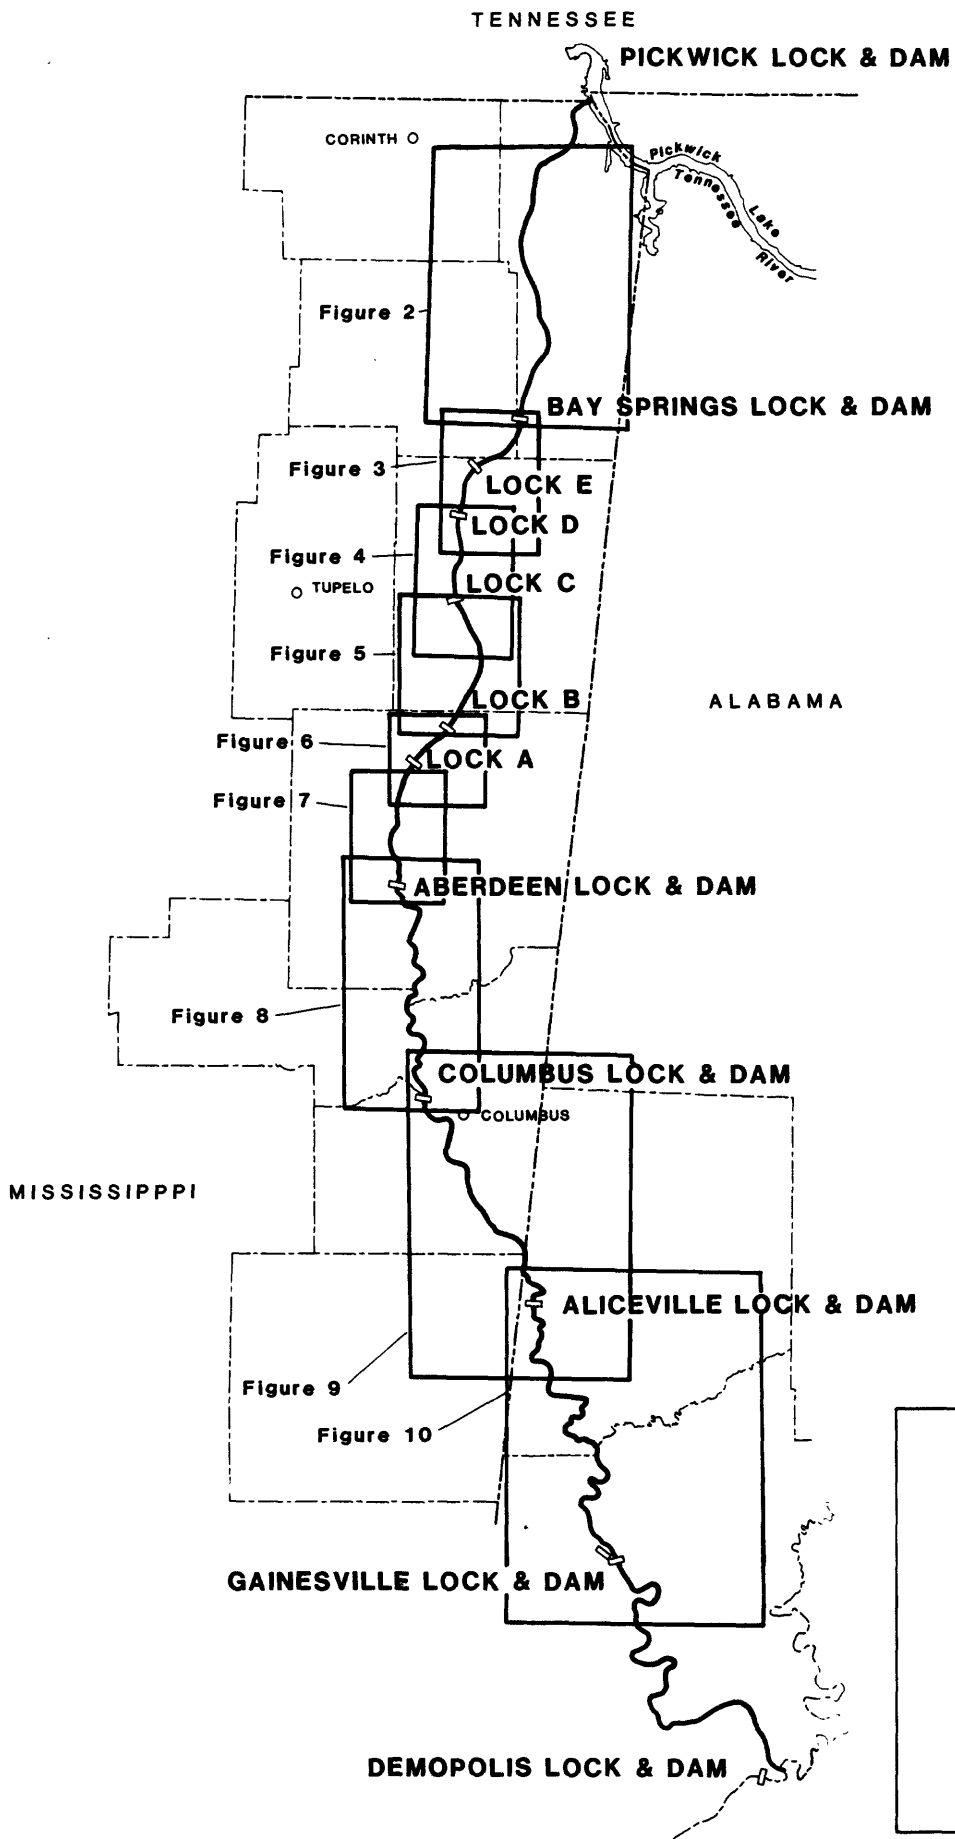 TENNESSEE
PICKWICK LOCK & DAM
CORINTH
Pickwick Lake
Tennessee River
Figure 2
BAY SPRINGS LOCK & DAM
Figure 3
LOCK E
LOCK D
Figure 4
LOCK C
TUPELO
Figure 5
LOCK B
ALABAMA
Figure 6
LOCK A
Figure 7
ABERDEEN LOCK & DAM
Figure 8
COLUMBUS LOCK & DAM
COLUMBUS
MISSISSIPPPI
ALICEVILLE LOCK & DAM
Figure 9
Figure 10
GAINESVILLE LOCK & DAM
DEMOPOLIS LOCK & DAM